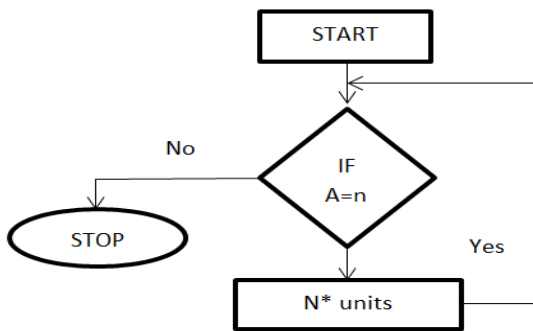 START
No
IF
A=n
STOP
Yes
N* units